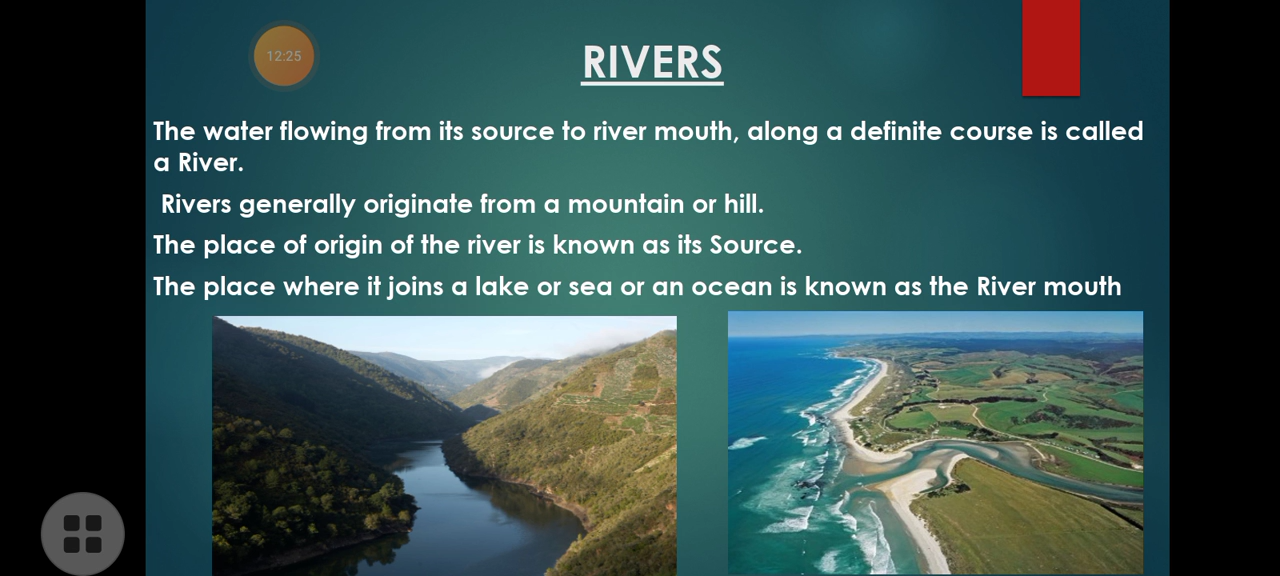 12:25
RIVERS
The water flowing from its source to river mouth, along a definite course is called
a River.
Rivers generally originate from a mountain or hill.
The place of origin of the river is known as its Source.
The place where it joins a lake or sea or an ocean is known as the River mouth